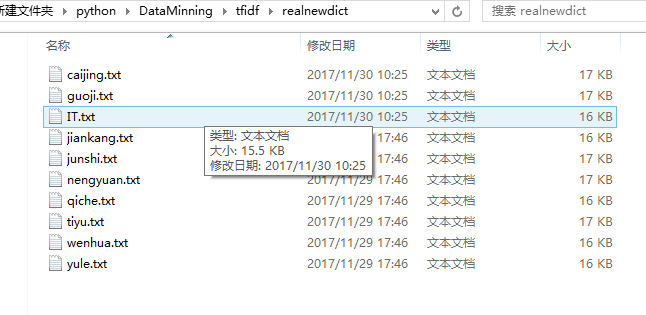 新建文件夹 › python › DataMinning › tfidf › realnewdict 搜索 realnewdict
名称 修改日期 类型 大小
caijing.txt 2017/11/30 10:25 文本文档 17 KB
guoji.txt 2017/11/30 10:25 文本文档 17 KB
IT.txt 2017/11/30 10:25 文本文档 16 KB
jiankang.txt 17:46 文本文档 17 KB
junshi.txt 17:46 文本文档 17 KB
nengyuan.txt 2017/11/29 17:46 文本文档 16 KB
qiche.txt 2017/11/29 17:46 文本文档 16 KB
tiyu.txt 2017/11/29 17:46 文本文档 16 KB
wenhua.txt 2017/11/29 17:46 文本文档 16 KB
yule.txt 2017/11/29 17:46 文本文档 16 KB
类型: 文本文档
大小: 15.5 KB
修改日期: 2017/11/30 10:25